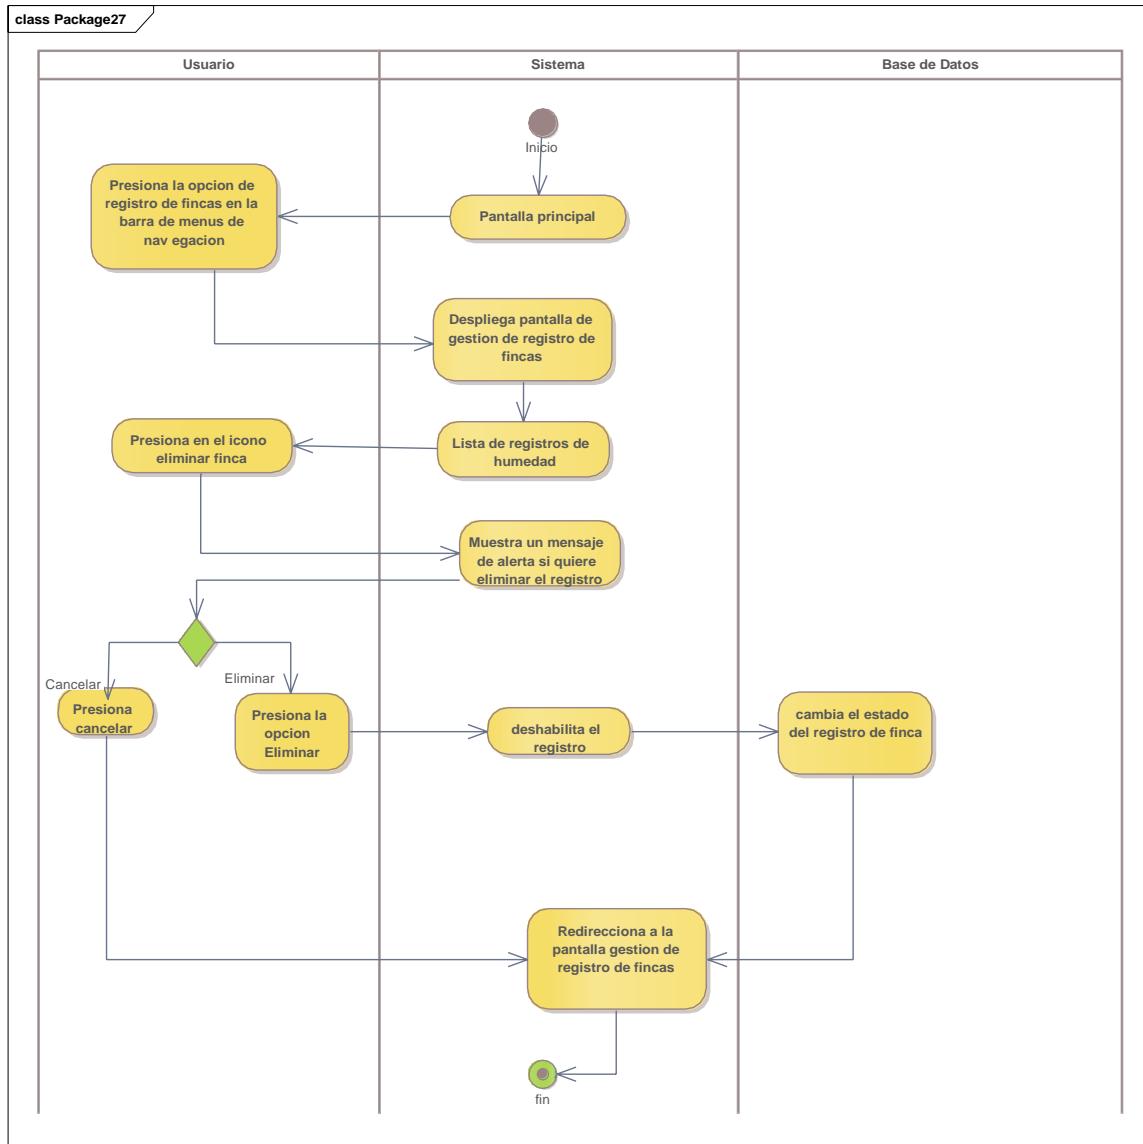 class Package27
Usuario
Sistema
Base de Datos
Inicio
Presiona la opcion de
registro de fincas en la
barra de menus de
nav egacion
Pantalla principal
Despliega pantalla de
gestion de registro de
fincas
Presiona en el icono
eliminar finca
Lista de registros de
humedad
Muestra un mensaje
de alerta si quiere
eliminar el registro
Cancelar
Eliminar
Presiona
cancelar
Presiona la
opcion
Eliminar
deshabilita el
registro
cambia el estado
del registro de finca
Redirecciona a la
pantalla gestion de
registro de fincas
fin